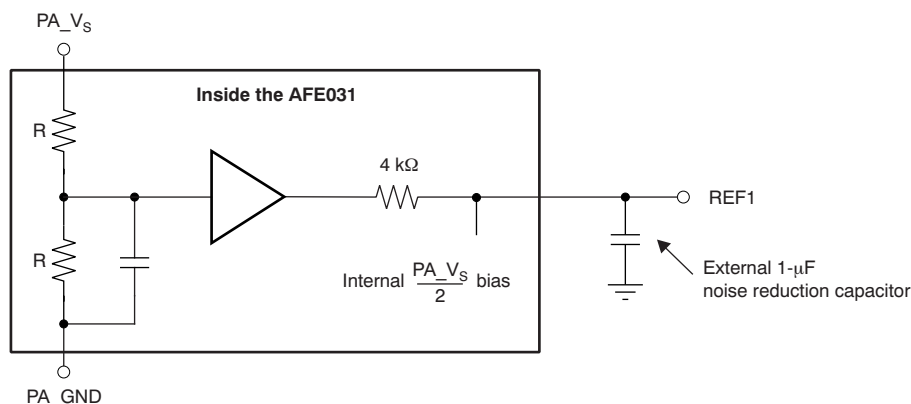 PA_VS
Inside the AFE031
R
4 kΩ
REF1
R
Internal PA_VS/2 bias
External 1-μF
noise reduction capacitor
PA_GND